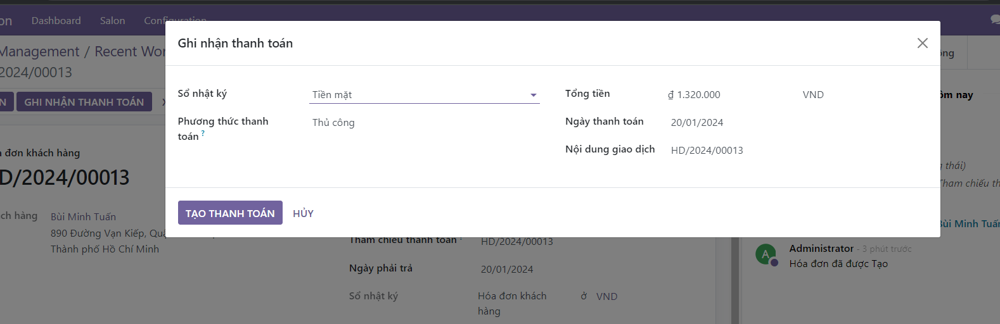 on Dashboard Salon Configuration
Management / Recent Wor
2024/00013
N GHI NHẬN THANH TOÁN
Ghi nhận thanh toán
Sổ nhật ký Tiền mặt
Phương thức thanh toán ? Thủ công
Tổng tiền ₫ 1.320.000 VND
Ngày thanh toán 20/01/2024
Nội dung giao dịch HD/2024/00013
TẠO THANH TOÁN HỦY
đơn khách hàng
D/2024/00013
ch hàng Bùi Minh Tuấn
890 Đường Vạn Kiếp, Quậ
Thành phố Hồ Chí Minh
Tham chiếu thanh toán HD/2024/00013
Ngày phải trả 20/01/2024
Sổ nhật ký Hóa đơn khách hàng ở VND
ông
ôm nay
thái)
Tham chiếu th
Bùi Minh Tuấn
A Administrator - 3 phút trước
Hóa đơn đã được Tạo